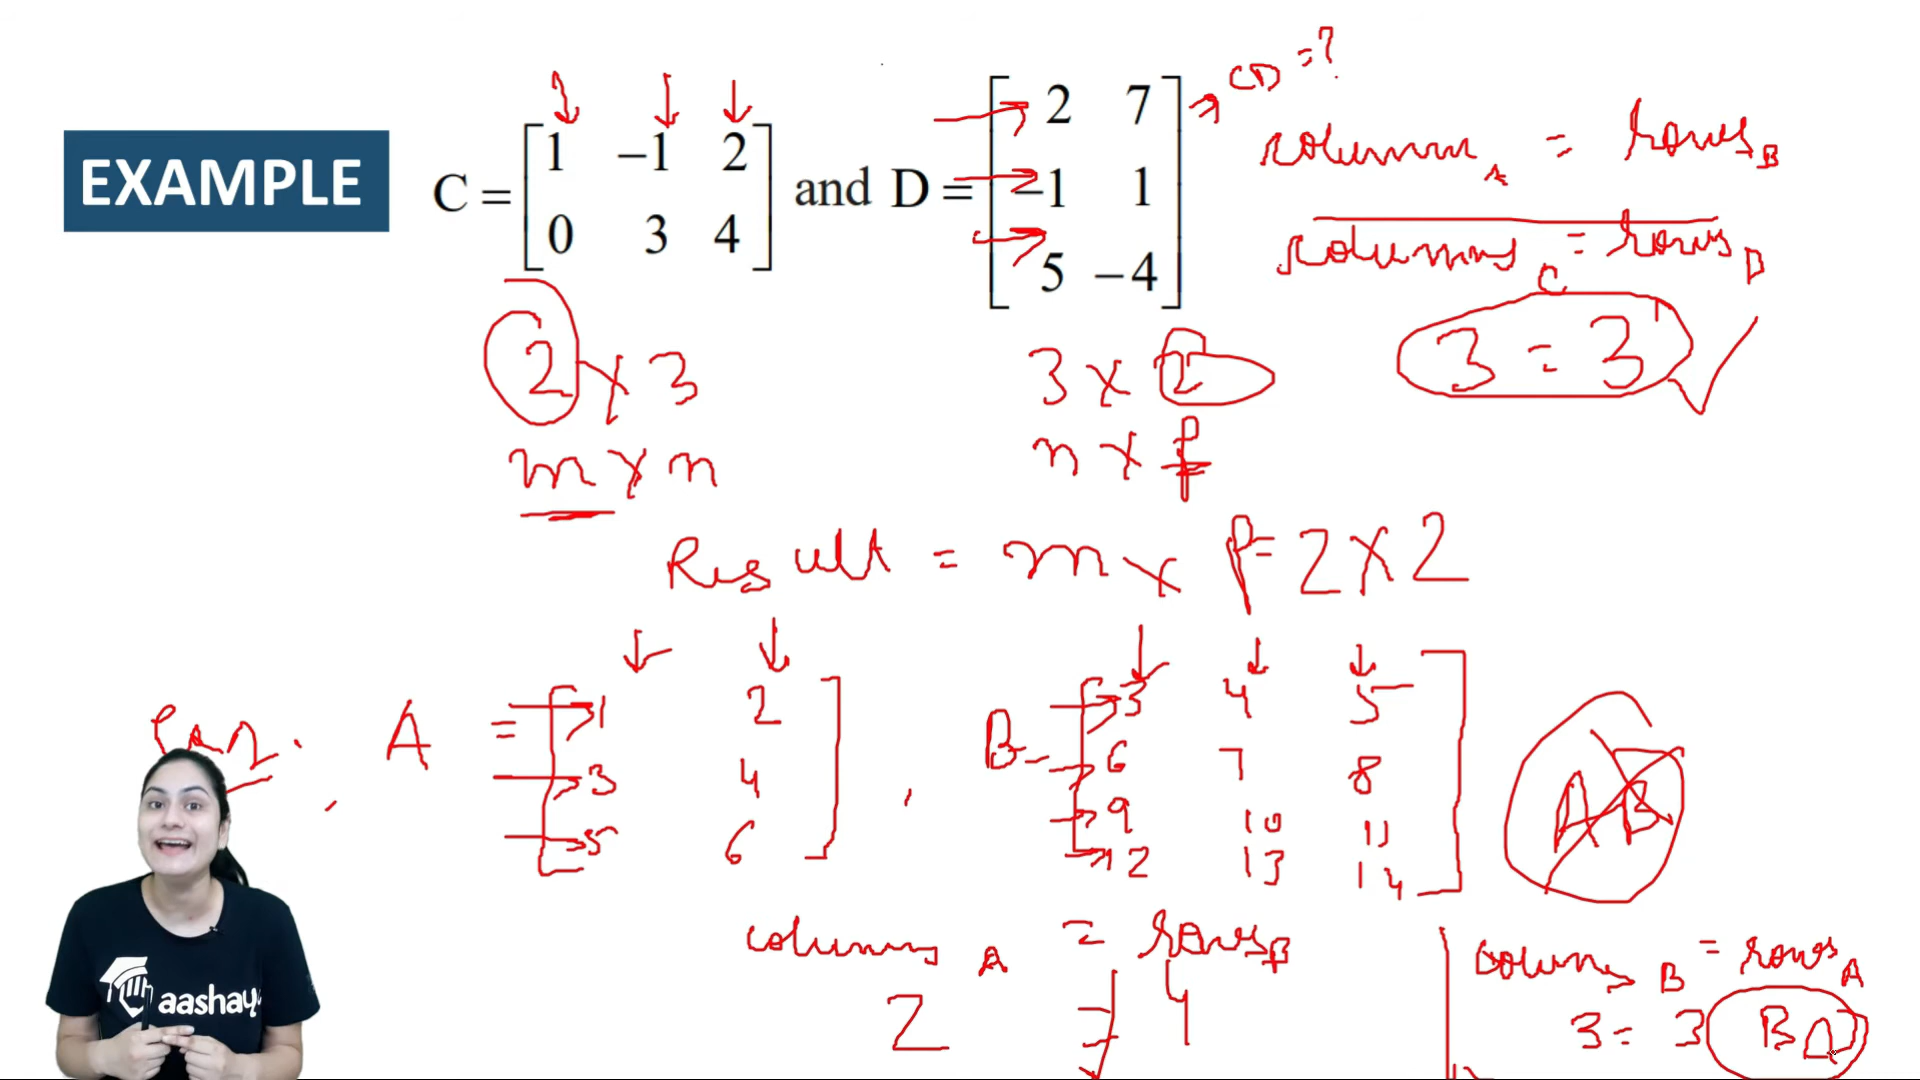 CD = ?
EXAMPLE
C = [1 −1 2
0 3 4] and D = [2 7
−1 1
5 −4]
columns A = rows B
columns C = rows D
3 = 3
2 × 3
3 × 2
m × n
n × p
Result = m × p = 2 × 2
A = [1 2
3 4
5 6] , B = [3 4 5
6 7 8
9 10 11
12 13 14]
AB
columns A = rows B
2 ≠ 4
columns B = rows A
3 = 3 BA
aashay